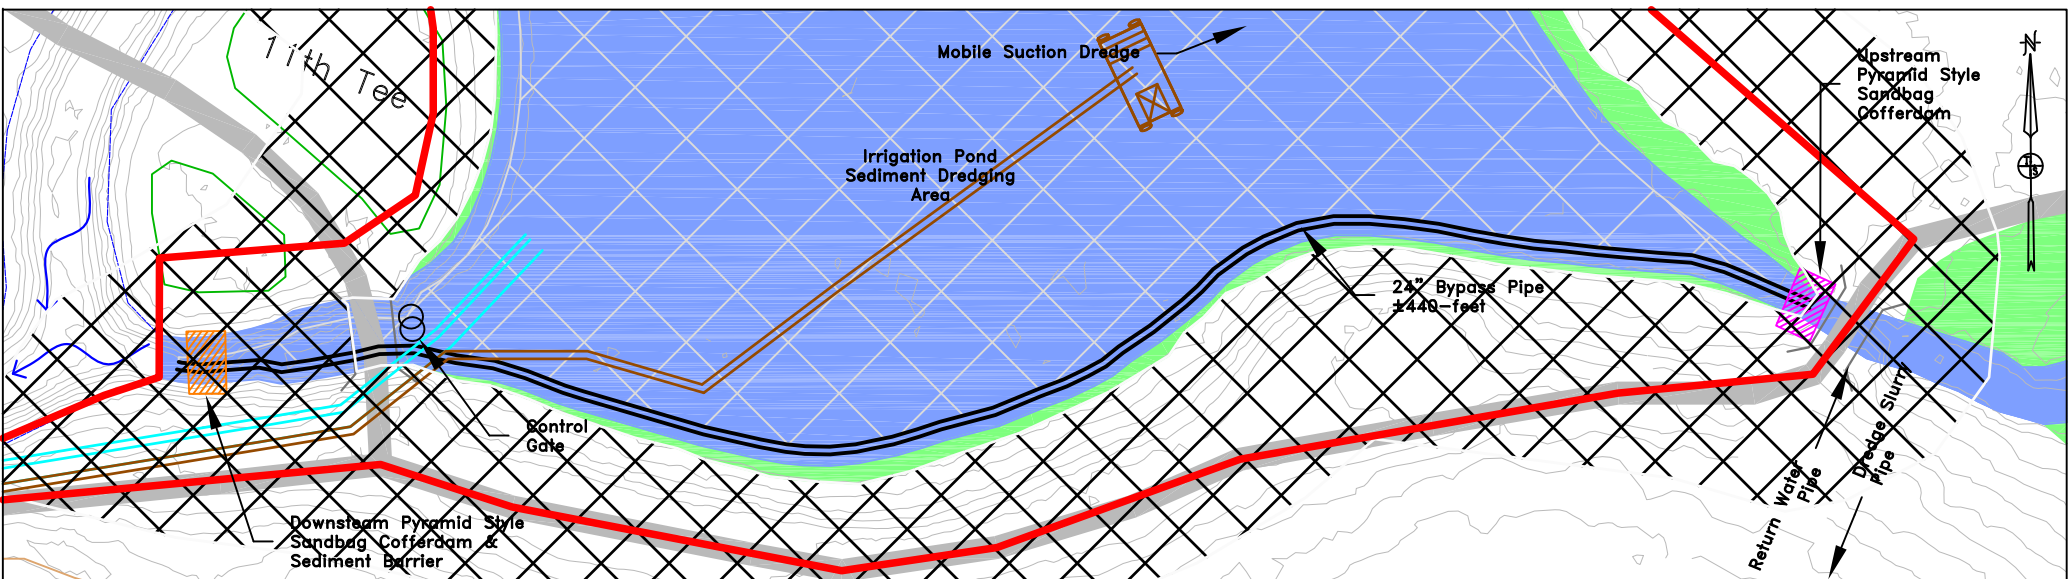 11th Tee
Mobile Suction Dredge
Upstream
Pyramid Style
Sandbag
Cofferdam
N
S
Irrigation Pond
Sediment Dredging
Area
24" Bypass Pipe
±440-feet
Control
Gate
Return Water
Pipe
Dredge Slurry
Pipe
Downsteam Pyramid Style
Sandbag Cofferdam &
Sediment Barrier